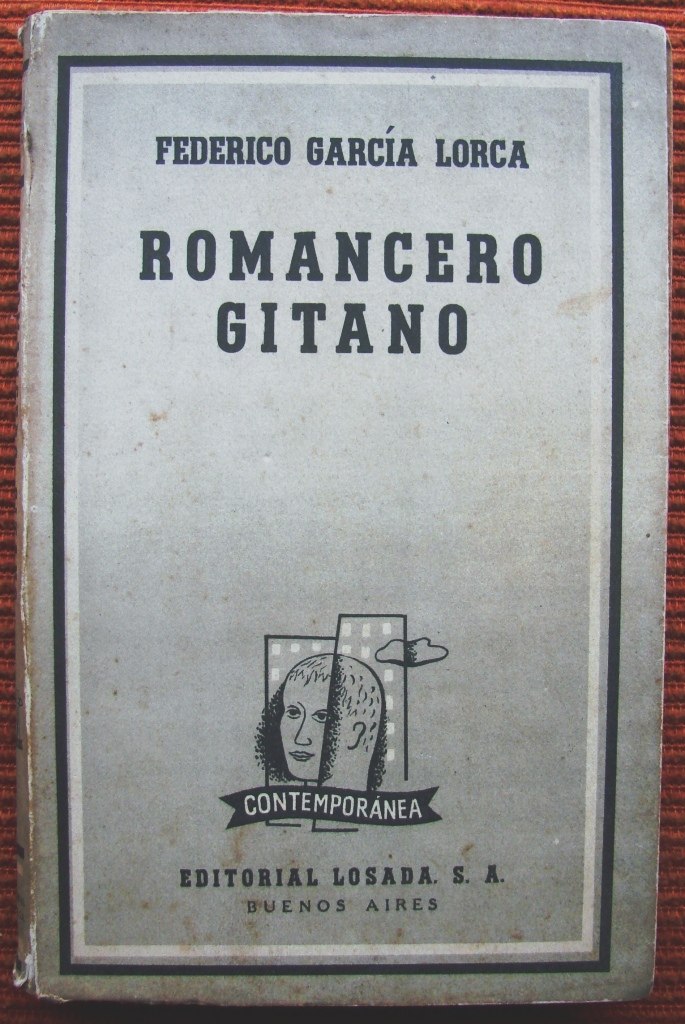 FEDERICO GARCÍA LORCA
ROMANCERO
GITANO
CONTEMPORÁNEA
EDITORIAL LOSADA. S. A.
BUENOS AIRES